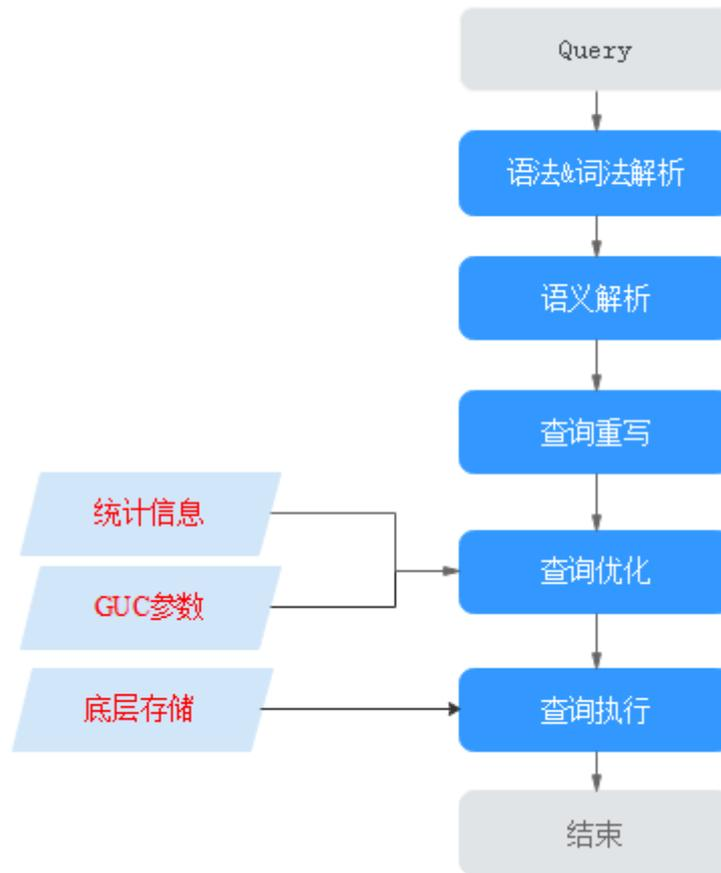 Query
语法&词法解析
语义解析
查询重写
统计信息
GUC参数
查询优化
底层存储
查询执行
结束